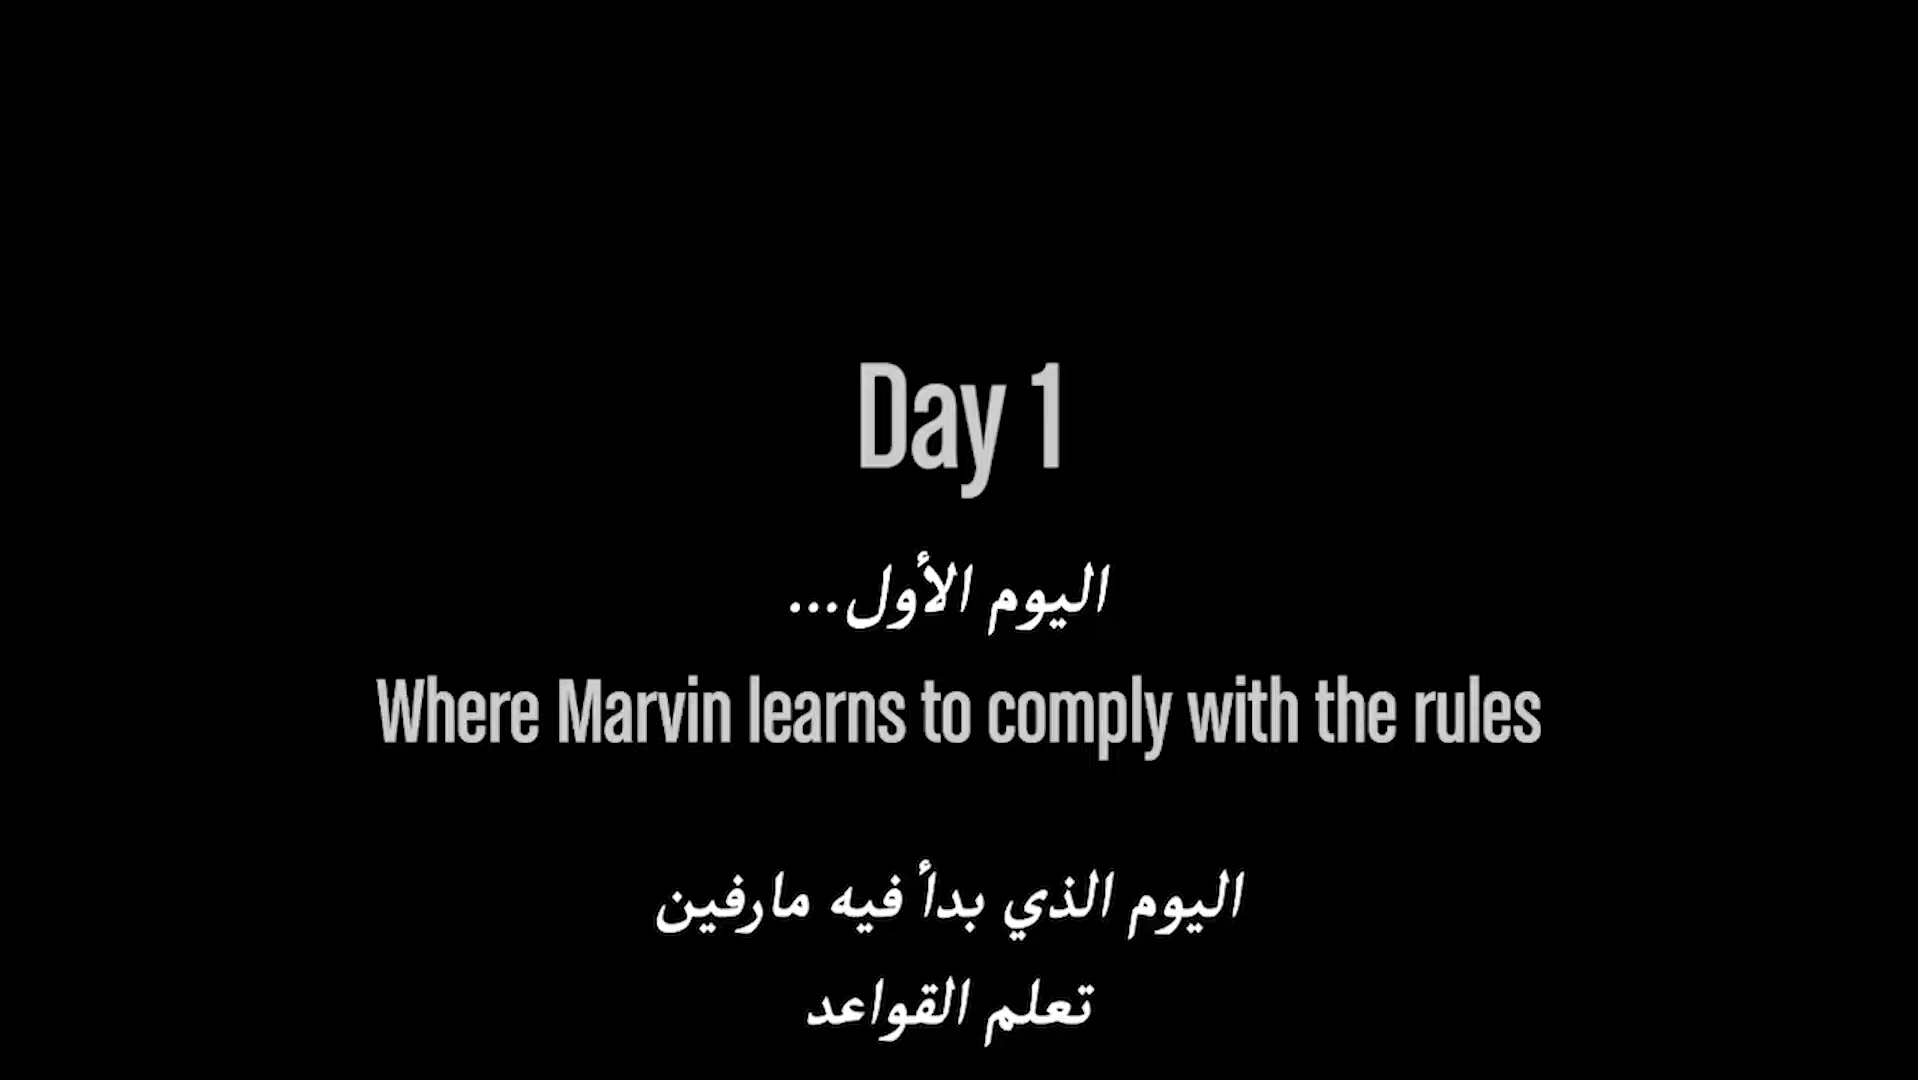 Day 1
اليوم الأول...
Where Marvin learns to comply with the rules
اليوم الذي بدأ فيه مارفين
تعلم القواعد